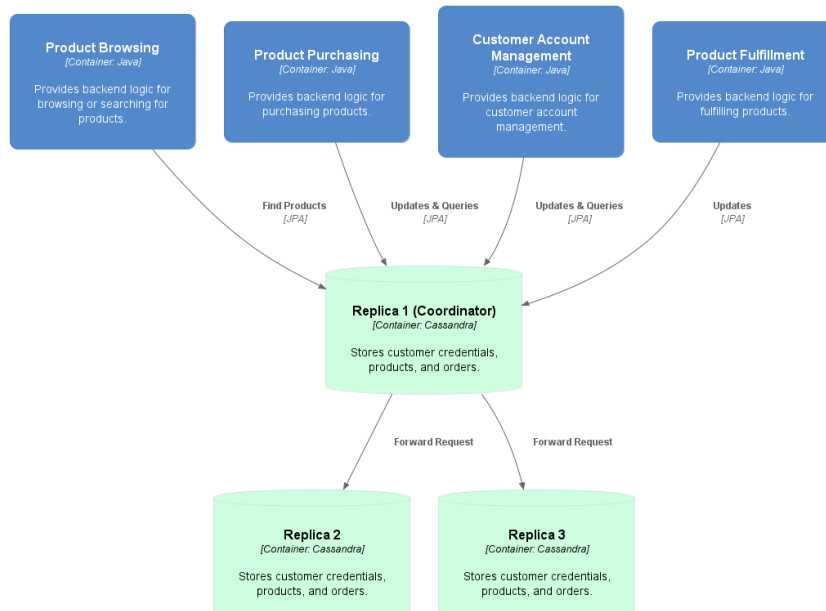 Product Browsing
[Container: Java]
Provides backend logic for
browsing or searching for
products.
Product Purchasing
[Container: Java]
Provides backend logic for
purchasing products.
Customer Account
Management
[Container: Java]
Provides backend logic for
customer account
management.
Product Fulfillment
[Container: Java]
Provides backend logic for
fulfilling products.
Find Products
[JPA]
Updates & Queries
[JPA]
Updates & Queries
[JPA]
Updates
[JPA]
Replica 1 (Coordinator)
[Container: Cassandra]
Stores customer credentials,
products, and orders.
Forward Request
Forward Request
Replica 2
[Container: Cassandra]
Stores customer credentials,
products, and orders.
Replica 3
[Container: Cassandra]
Stores customer credentials,
products, and orders.